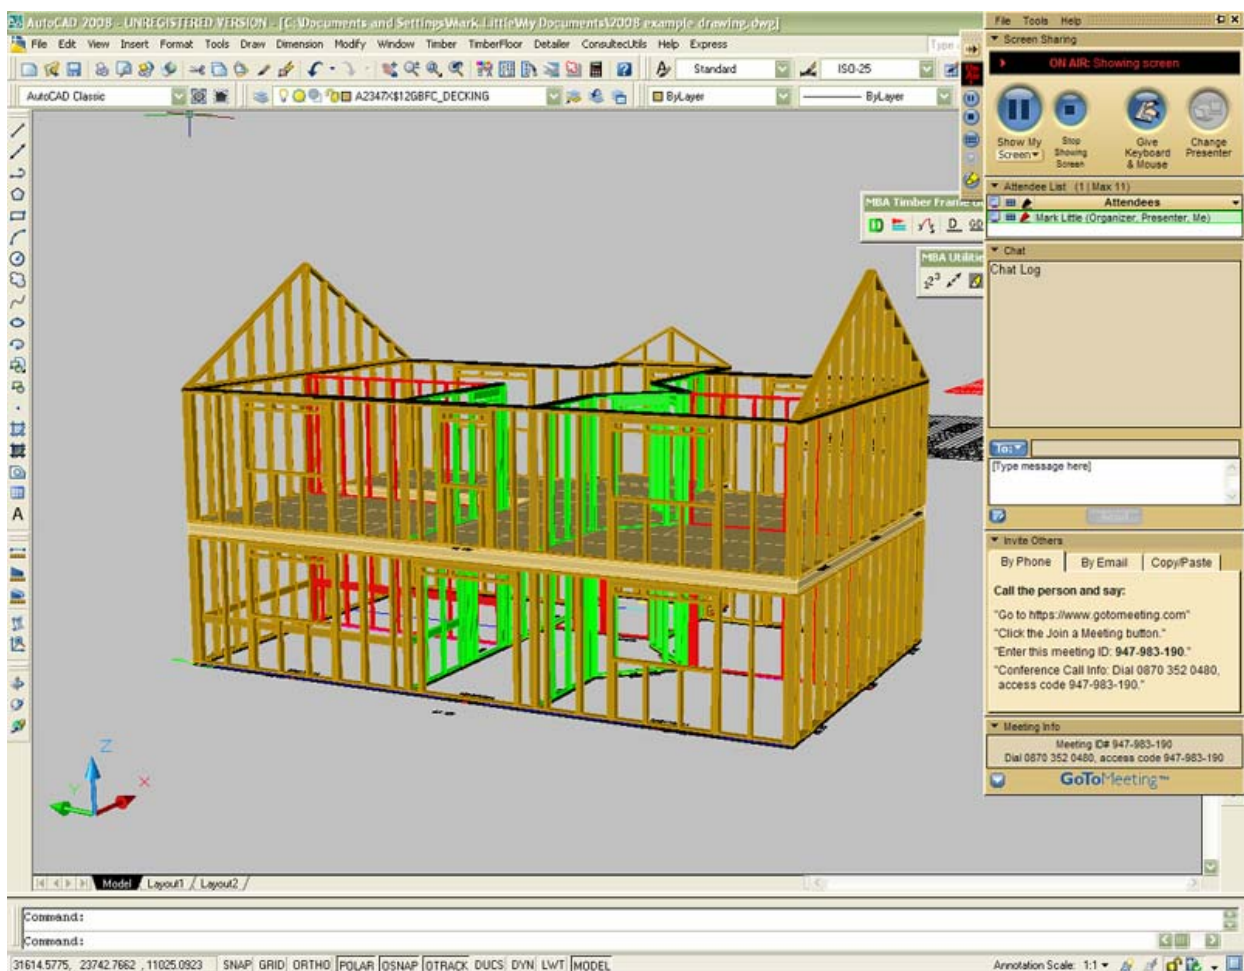 AutoCAD 2008 - UNREGISTERED VERSION - [C:\Documents and Settings\Mark Little\My Documents\2008 example drawing.dwg]
File Edit View Insert Format Tools Draw Dimension Modify Window Timber TimberFloor Detailer ConsultecUtils Help Express
Standard ISO-25
AutoCAD Classic A2347X$12GBFC_DECKING ByLayer ByLayer
MBA Timber Frame
D GD
MBA Utilities
Z
Y
X
Model Layout1 Layout2
Command:
Command:
31614.5775, 23742.7662, 11025.0923 SNAP GRID ORTHO POLAR OSNAP OTRACK DUCS DYN LWT MODEL
Annotation Scale: 1:1
File Tools Help
Screen Sharing
ON AIR: Showing screen
Show My Screen
Stop Showing Screen
Give Keyboard & Mouse
Change Presenter
Attendee List (1 | Max 11)
Attendees
Mark Little (Organizer, Presenter, Me)
Chat
Chat Log
To:
[Type message here]
Invite Others
By Phone By Email Copy/Paste
Call the person and say:
"Go to https://www.gotomeeting.com"
"Click the Join a Meeting button."
"Enter this meeting ID: 947-983-190."
"Conference Call Info: Dial 0870 352 0480,
access code 947-983-190."
Meeting Info
Meeting ID# 947-983-190
Dial 0870 352 0480, access code 947-983-190
GoToMeeting™